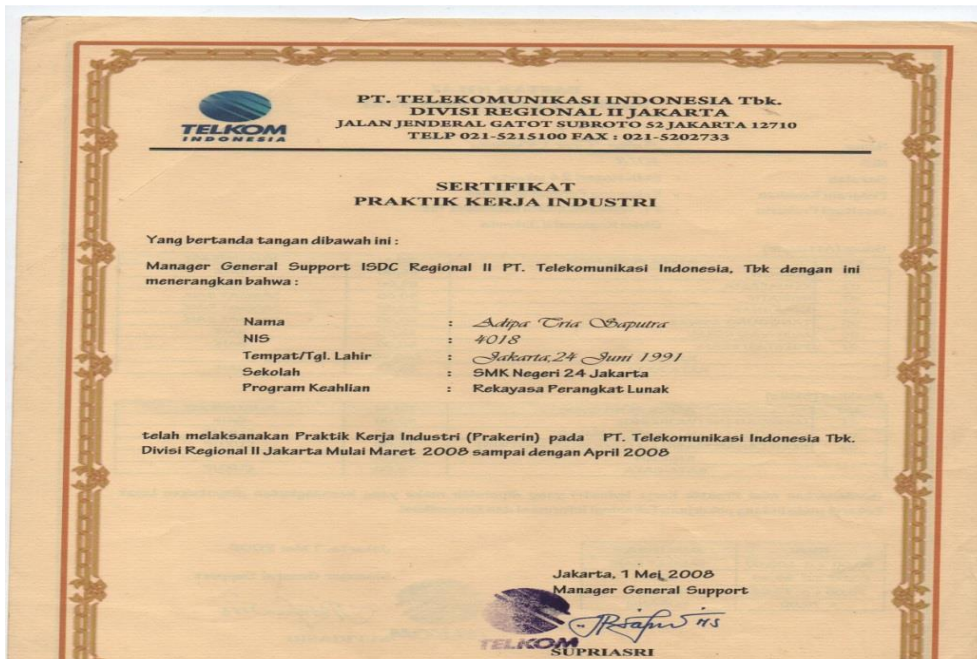 TELKOM
INDONESIA
PT. TELEKOMUNIKASI INDONESIA Tbk.
DIVISI REGIONAL II JAKARTA
JALAN JENDERAL GATOT SUBROTO 52 JAKARTA 12710
TELP 021-5215100 FAX : 021-5202733
SERTIFIKAT
PRAKTIK KERJA INDUSTRI
Yang bertanda tangan dibawah ini :
Manager General Support ISDC Regional II PT. Telekomunikasi Indonesia, Tbk dengan ini
menerangkan bahwa :
Nama : Adipa Tria Saputra
NIS : 4018
Tempat/Tgl. Lahir : Jakarta,24 Juni 1991
Sekolah : SMK Negeri 24 Jakarta
Program Keahlian : Rekayasa Perangkat Lunak
telah melaksanakan Praktik Kerja Industri (Prakerin) pada PT. Telekomunikasi Indonesia Tbk.
Divisi Regional II Jakarta Mulai Maret 2008 sampai dengan April 2008
Jakarta, 1 Mei 2008
Manager General Support
TELKOM
SUPRIASRI